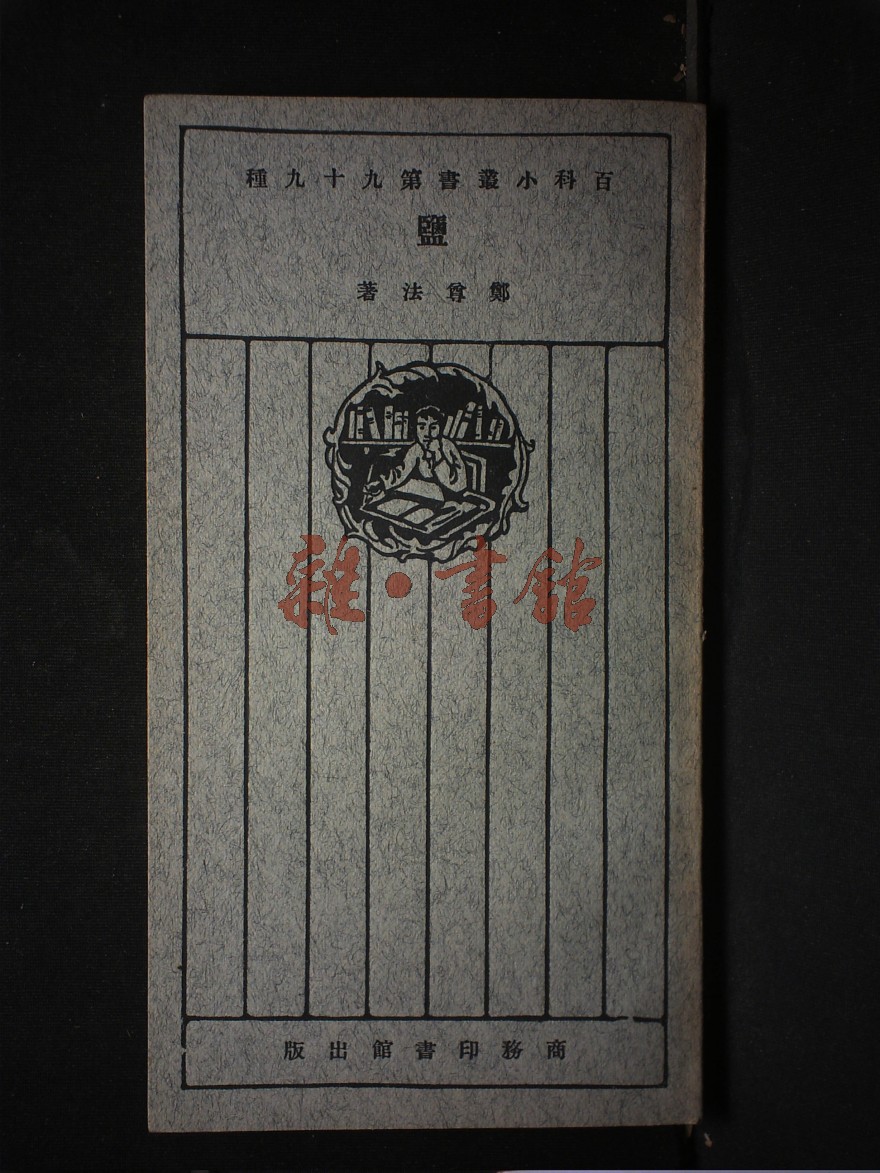 百科小叢書第九十九種
鹽
鄭尊法著
雜·書館
商務印書館出版